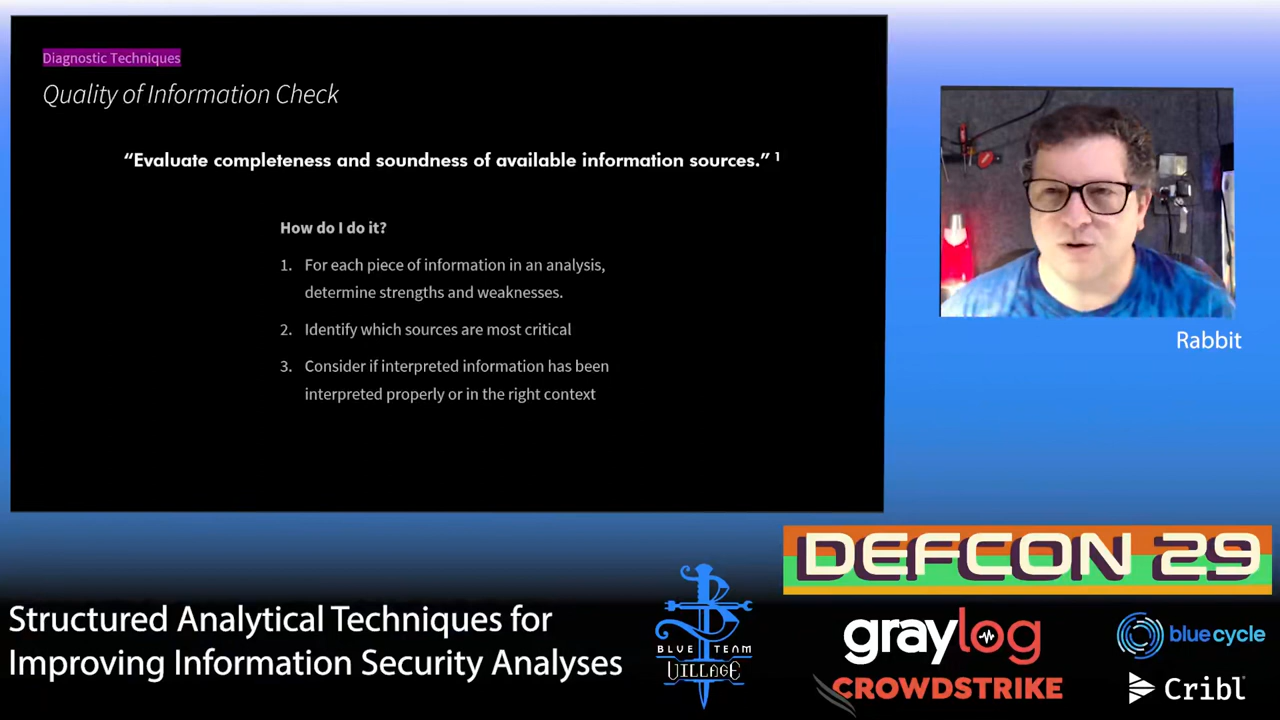 Diagnostic Techniques
Quality of Information Check
“Evaluate completeness and soundness of available information sources.” 1
How do I do it?
1. For each piece of information in an analysis,
determine strengths and weaknesses.
2. Identify which sources are most critical
3. Consider if interpreted information has been
interpreted properly or in the right context
Rabbit
DEFCON 29
Structured Analytical Techniques for
Improving Information Security Analyses
BLUE TEAM
VILLAGE
graylog
CROWDSTRIKE
blue cycle
Cribl